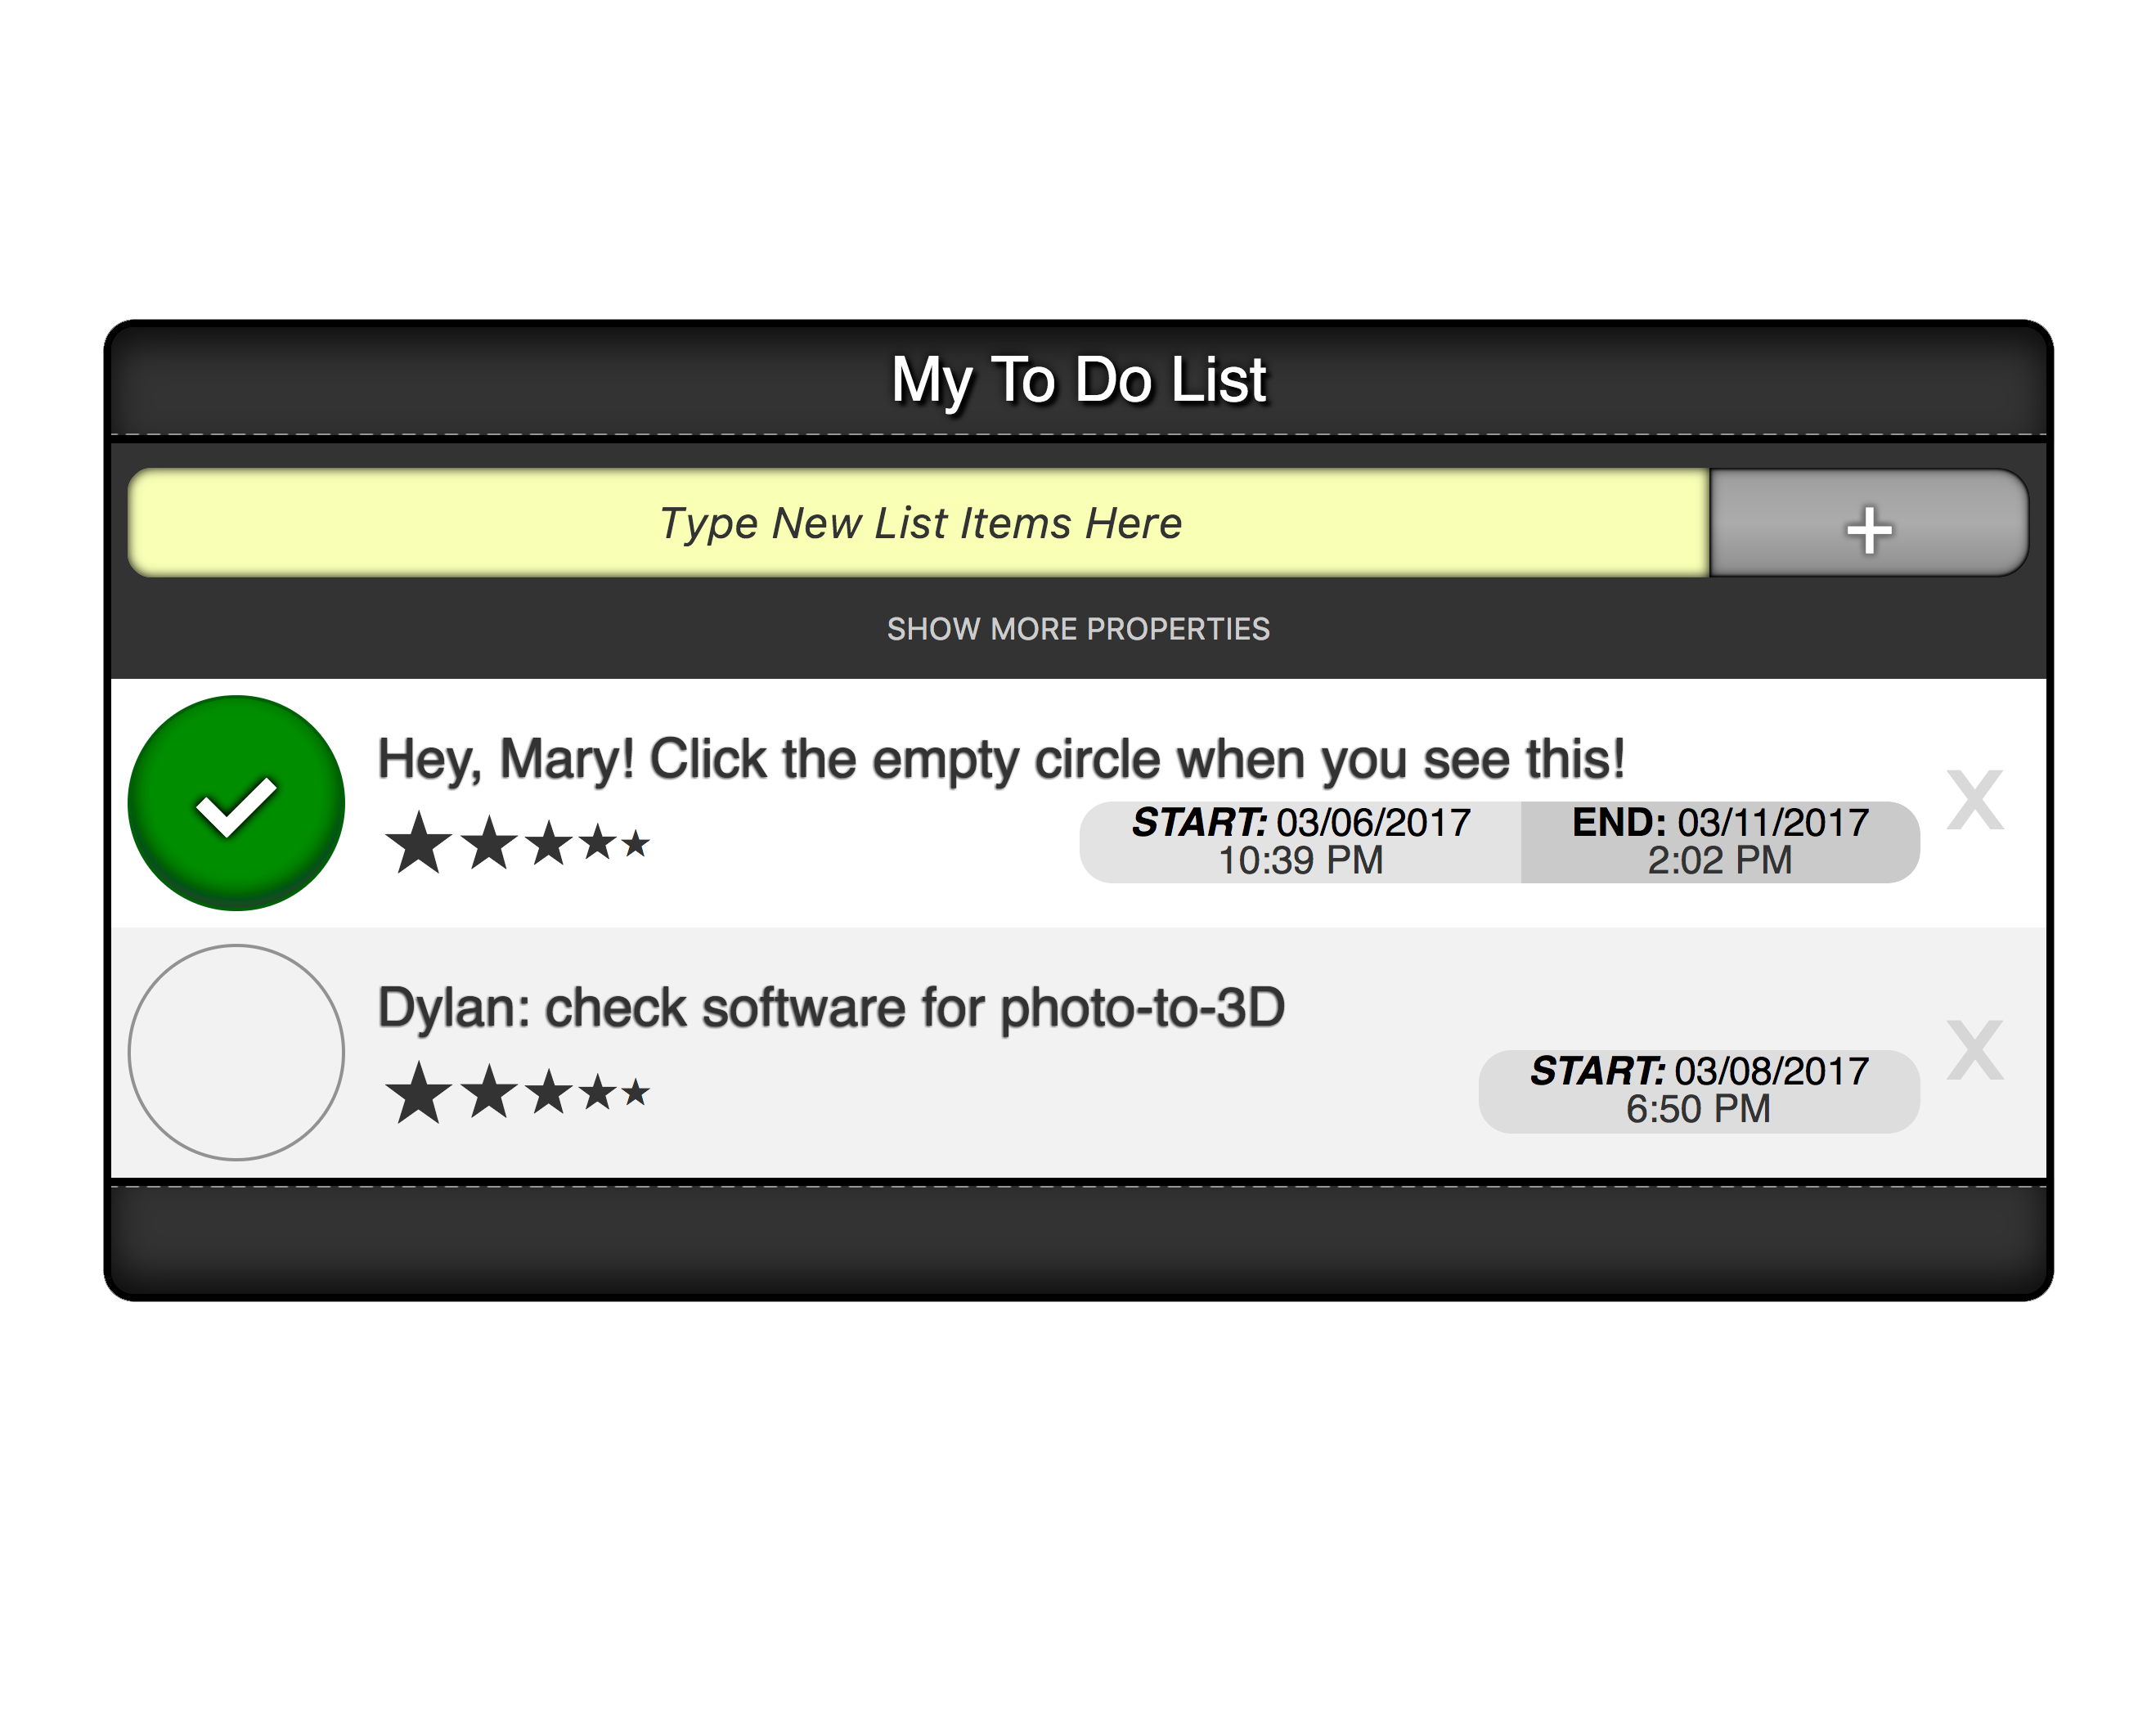 My To Do List
Type New List Items Here
+
SHOW MORE PROPERTIES
Hey, Mary! Click the empty circle when you see this!
START: 03/06/2017
10:39 PM
END: 03/11/2017
2:02 PM
X
Dylan: check software for photo-to-3D
START: 03/08/2017
6:50 PM
X